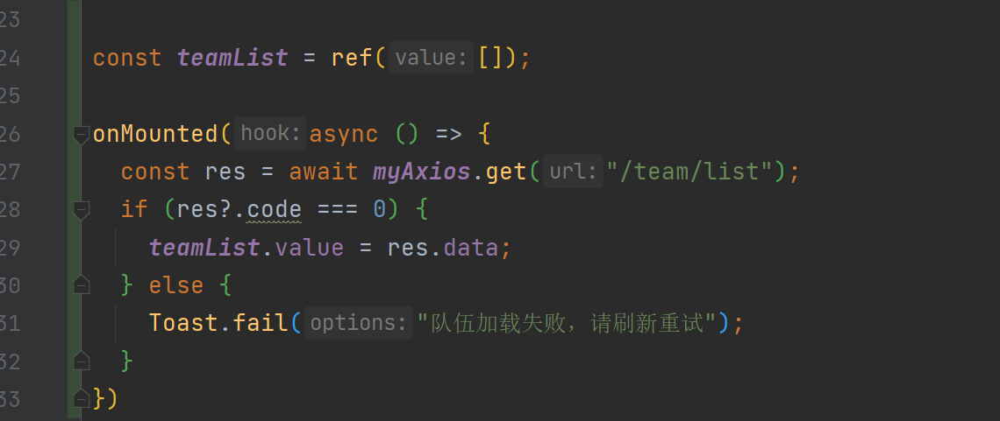 23
24 const teamList = ref( value: []);
25
26 onMounted( hook: async () => {
27 const res = await myAxios.get( url: "/team/list");
28 if (res?.code === 0) {
29 teamList.value = res.data;
30 } else {
31 Toast.fail( options: "队伍加载失败，请刷新重试");
32 }
33 })